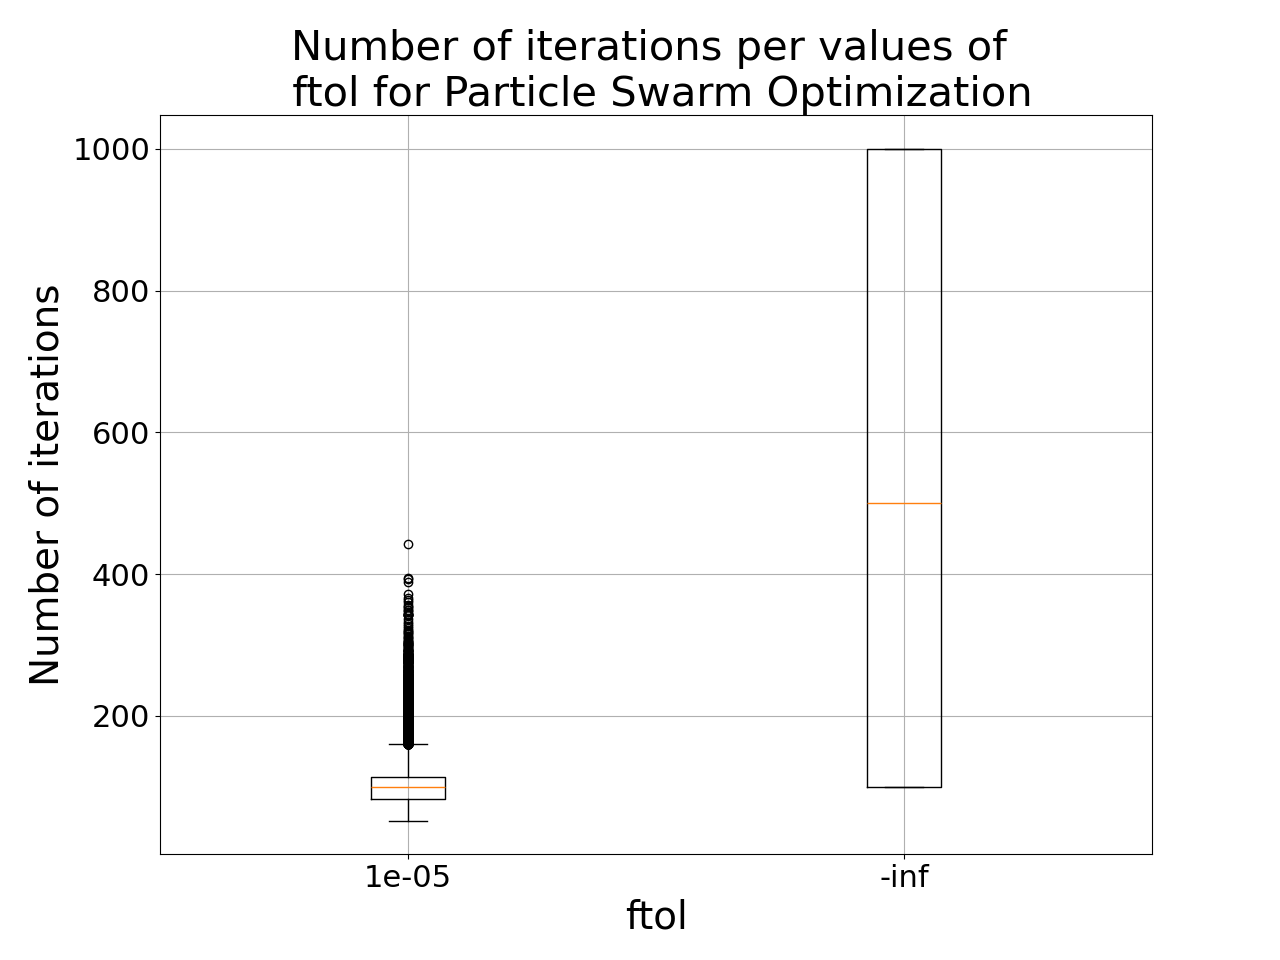 Number of iterations per values of
ftol for Particle Swarm Optimization
1000
800
600
400
200
Number of iterations
1e-05
-inf
ftol